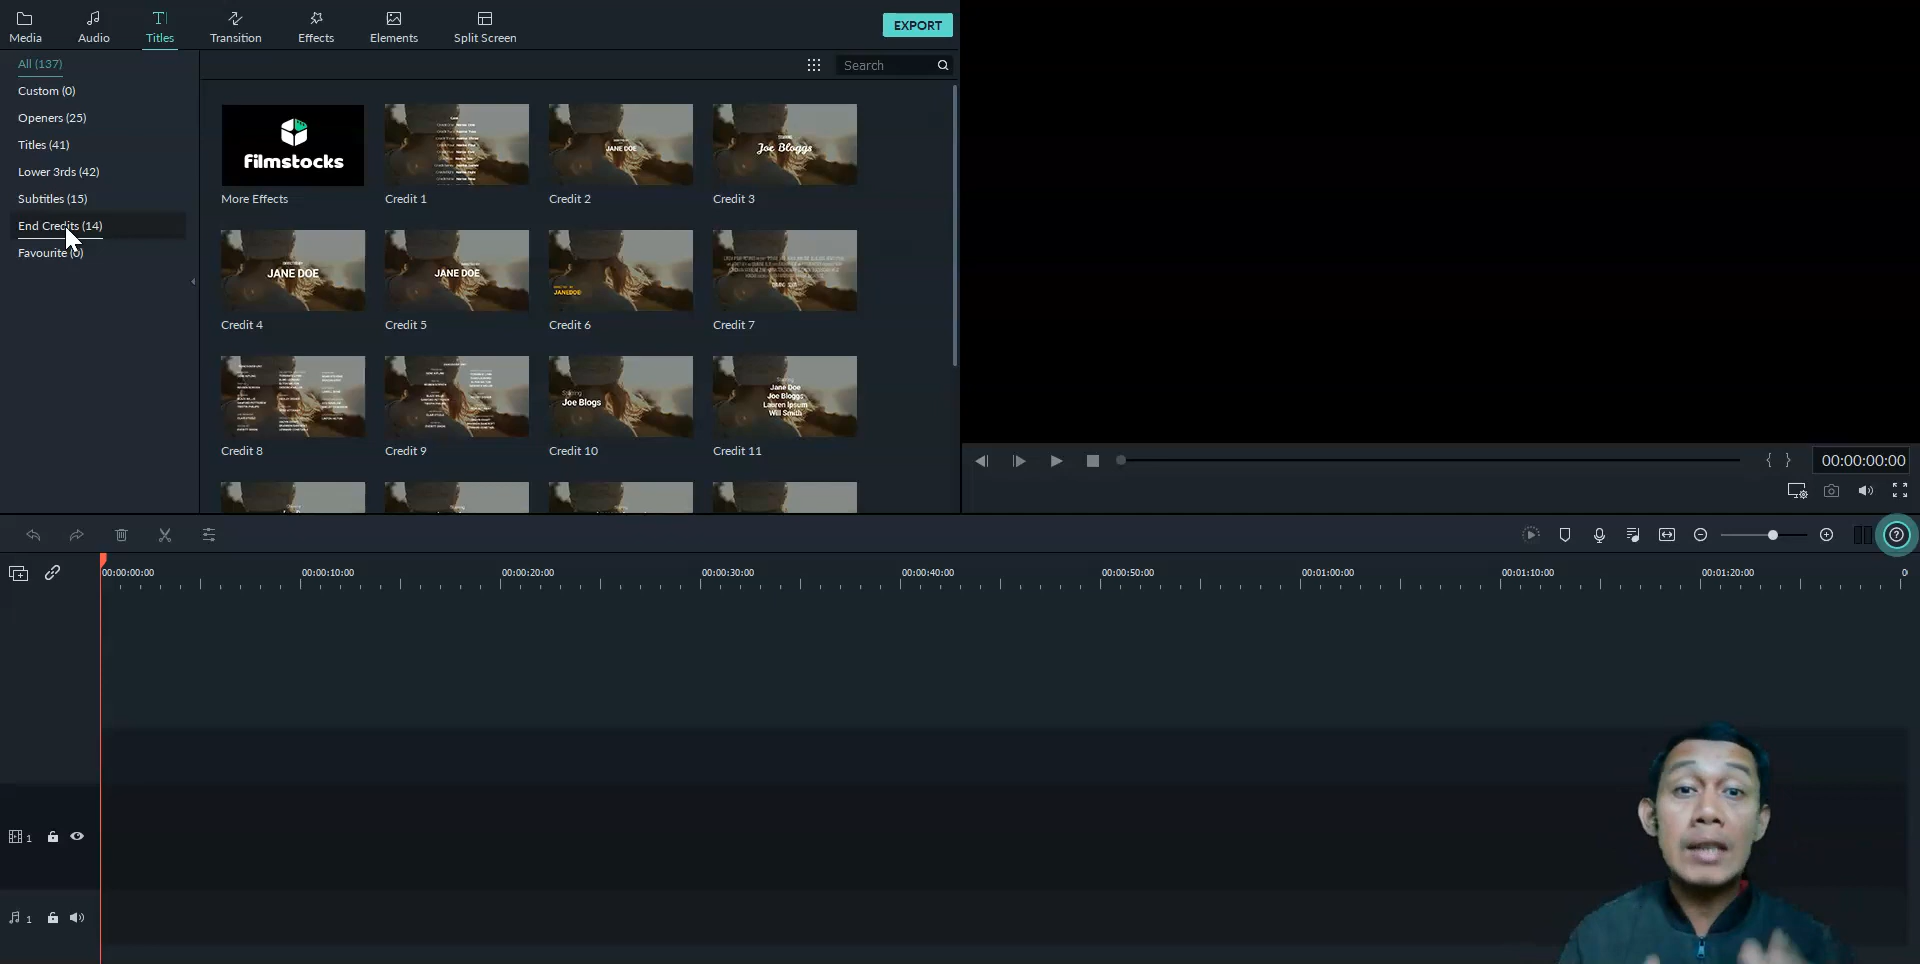 Media
Audio
Titles
Transition
Effects
Elements
Split Screen
EXPORT
All (137)
Custom (0)
Openers (25)
Titles (41)
Lower 3rds (42)
Subtitles (15)
End Credits (14)
Favourite (0)
Search
filmstocks
JANE DOE
Joe Bloggs
More Effects
Credit 1
Credit 2
Credit 3
JANE DOE
JANE DOE
JANEDOE
Credit 4
Credit 5
Credit 6
Credit 7
Joe Blogs
Jane Doe
Joe Bloggs
Lauren Ipsum
Will Smith
Credit 8
Credit 9
Credit 10
Credit 11
00:00:00:00
00:00:00:00
00:00:10:00
00:00:20:00
00:00:30:00
00:00:40:00
00:00:50:00
00:01:00:00
00:01:10:00
00:01:20:00
1
1